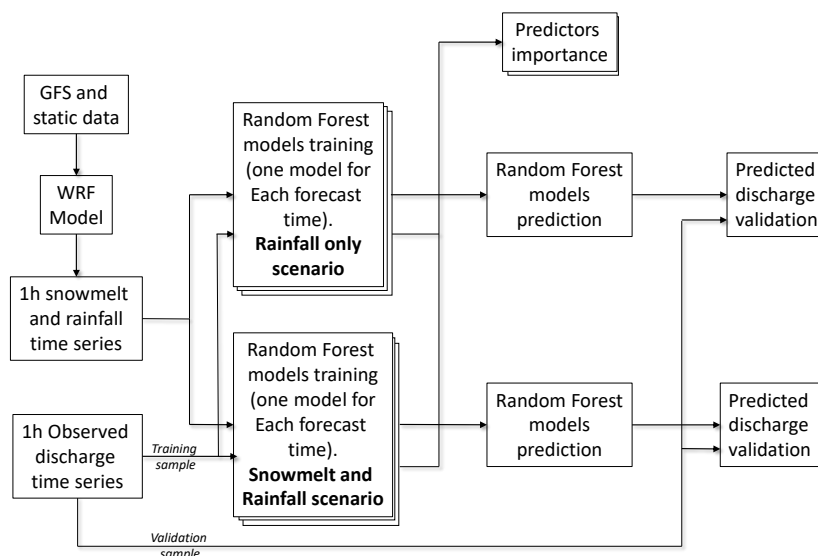 Predictors
importance
GFS and
static data
WRF
Model
1h snowmelt
and rainfall
time series
1h Observed
discharge
time series
Training
sample
Validation
sample
Random Forest
models training
(one model for
Each forecast
time).
Rainfall only
scenario
Random Forest
models training
(one model for
Each forecast
time).
Snowmelt and
Rainfall scenario
Random Forest
models
prediction
Random Forest
models
prediction
Predicted
discharge
validation
Predicted
discharge
validation